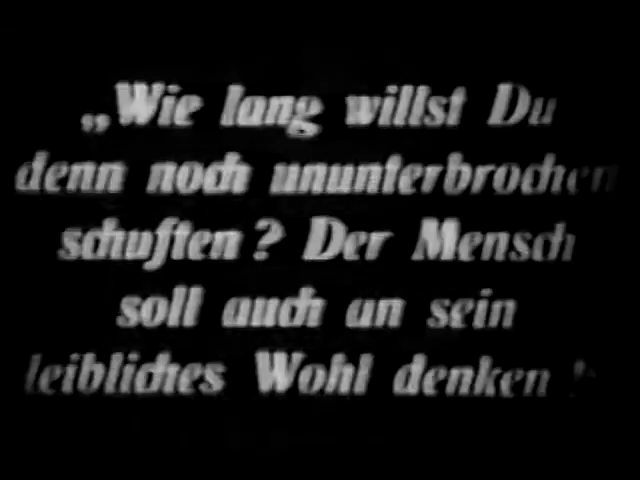 „Wie lang willst Du
denn noch ununterbrochen
schuften? Der Mensch
soll auch an sein
leibliches Wohl denken!“